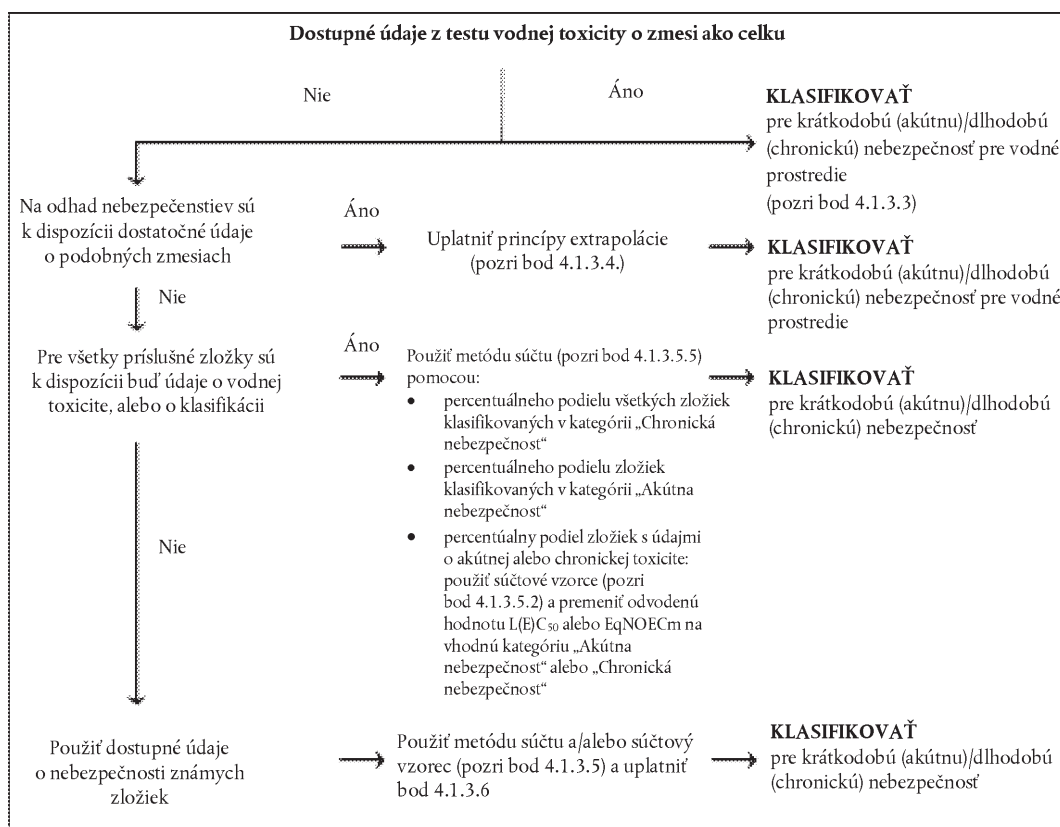 Dostupné údaje z testu vodnej toxicity o zmesi ako celku
Nie
Áno
KLASIFIKOVAŤ
pre krátkodobú (akútnu)/dlhodobú
(chronickú) nebezpečnosť pre vodné
prostredie
(pozri bod 4.1.3.3)
Na odhad nebezpečenstiev sú
k dispozícii dostatočné údaje
o podobných zmesiach
Áno
Uplatniť princípy extrapolácie
(pozri bod 4.1.3.4.)
KLASIFIKOVAŤ
pre krátkodobú (akútnu)/dlhodobú
(chronickú) nebezpečnosť pre vodné
prostredie
Nie
Pre všetky príslušné zložky sú
k dispozícii buď údaje o vodnej
toxicite, alebo o klasifikácii
Áno
Použiť metódu súčtu (pozri bod 4.1.3.5.5)
pomocou:
• percentuálneho podielu všetkých zložiek
klasifikovaných v kategórii „Chronická
nebezpečnosť“
• percentuálneho podielu zložiek
klasifikovaných v kategórii „Akútna
nebezpečnosť“
• percentúalny podiel zložiek s údajmi
o akútnej alebo chronickej toxicite:
použiť súčtové vzorce (pozri
bod 4.1.3.5.2) a premeniť odvodenú
hodnotu L(E)C₅₀ alebo EqNOECm na
vhodnú kategóriu „Akútna
nebezpečnosť“ alebo „Chronická
nebezpečnosť“
KLASIFIKOVAŤ
pre krátkodobú (akútnu)/dlhodobú
(chronickú) nebezpečnosť
Nie
Použiť dostupné údaje
o nebezpečnosti známych
zložiek
Použiť metódu súčtu a/alebo súčtový
vzorec (pozri bod 4.1.3.5) a uplatniť
bod 4.1.3.6
KLASIFIKOVAŤ
pre krátkodobú (akútnu)/dlhodobú
(chronickú) nebezpečnosť